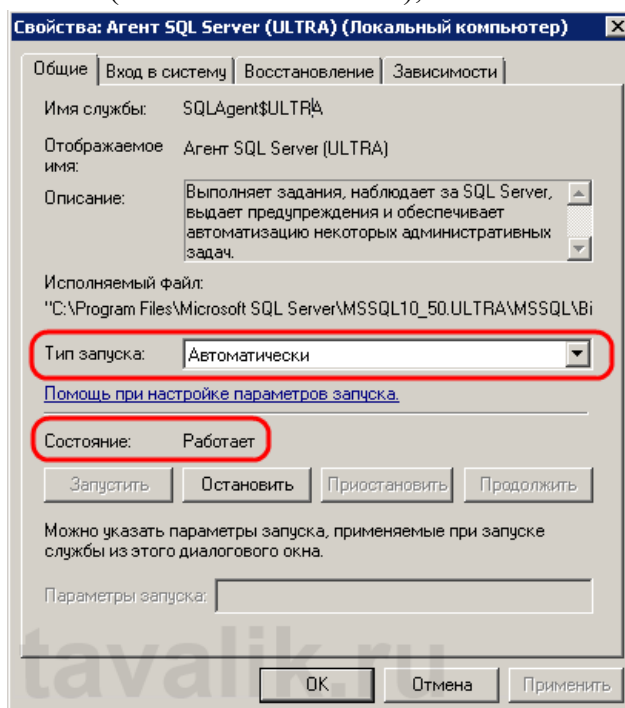 Свойства: Агент SQL Server (ULTRA) (Локальный компьютер)
Общие Вход в систему Восстановление Зависимости
Имя службы: SQLAgent$ULTRA
Отображаемое имя: Агент SQL Server (ULTRA)
Описание: Выполняет задания, наблюдает за SQL Server,
выдает предупреждения и обеспечивает
автоматизацию некоторых административных
задач.
Исполняемый файл:
"C:\Program Files\Microsoft SQL Server\MSSQL10_50.ULTRA\MSSQL\Bi
Тип запуска: Автоматически
Помощь при настройке параметров запуска.
Состояние: Работает
Запустить Остановить Приостановить Продолжить
Можно указать параметры запуска, применяемые при запуске
службы из этого диалогового окна.
Параметры запуска:
tavalik.ru
OK Отмена Применить